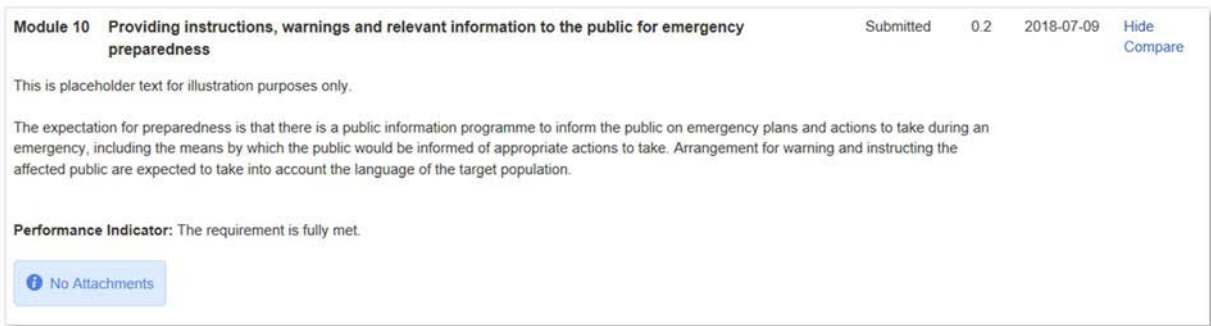 Module 10 Providing instructions, warnings and relevant information to the public for emergency Submitted 0.2 2018-07-09 Hide
preparedness Compare
This is placeholder text for illustration purposes only.
The expectation for preparedness is that there is a public information programme to inform the public on emergency plans and actions to take during an
emergency, including the means by which the public would be informed of appropriate actions to take. Arrangement for warning and instructing the
affected public are expected to take into account the language of the target population.
Performance Indicator: The requirement is fully met.
No Attachments